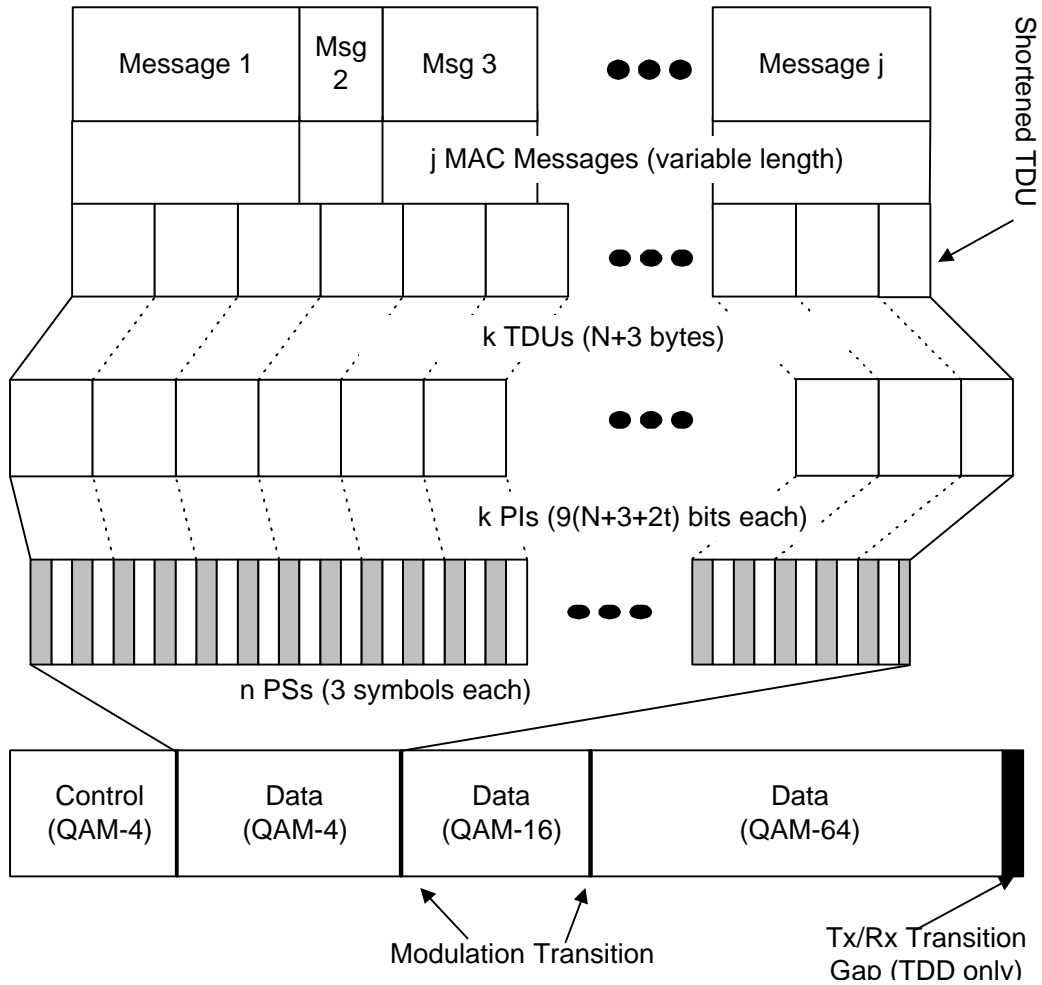 Message 1
Msg
2
Msg 3
Message j
Shortened TDU
j MAC Messages (variable length)
k TDUs (N+3 bytes)
k PIs (9(N+3+2t) bits each)
n PSs (3 symbols each)
Control
(QAM-4)
Data
(QAM-4)
Data
(QAM-16)
Data
(QAM-64)
Modulation Transition
Tx/Rx Transition
Gap (TDD only)